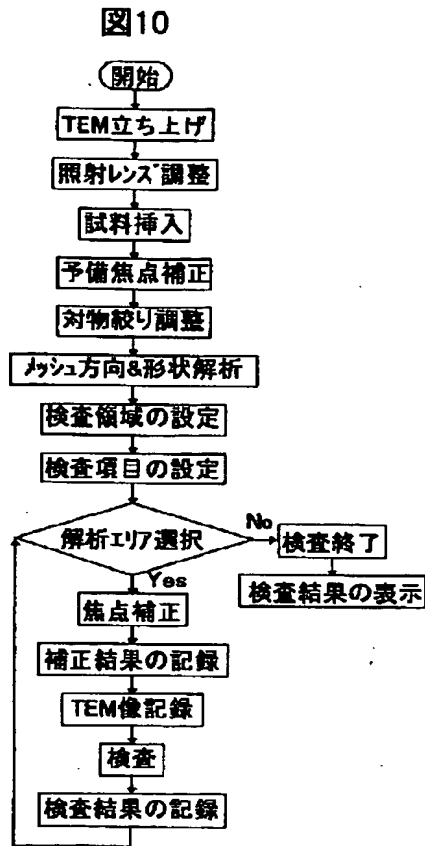 図10
開始
TEM立ち上げ
照射レンズ調整
試料挿入
予備焦点補正
対物絞り調整
メッシュ方向&形状解析
検査領域の設定
検査項目の設定
解析エリア選択
No
検査終了
検査結果の表示
Yes
焦点補正
補正結果の記録
TEM像記録
検査
検査結果の記録